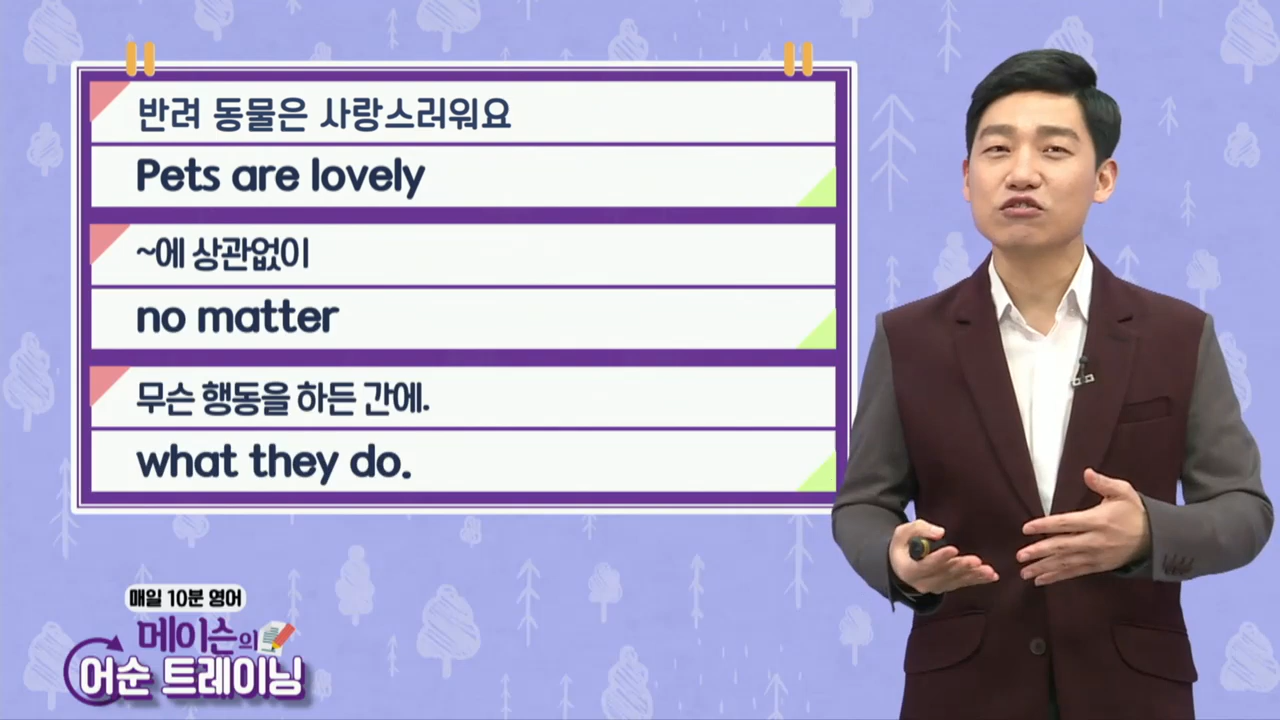 반려 동물은 사랑스러워요
Pets are lovely
~에 상관없이
no matter
무슨 행동을 하든 간에.
what they do.
매일 10분 영어
메이슨의
어순 트레이닝